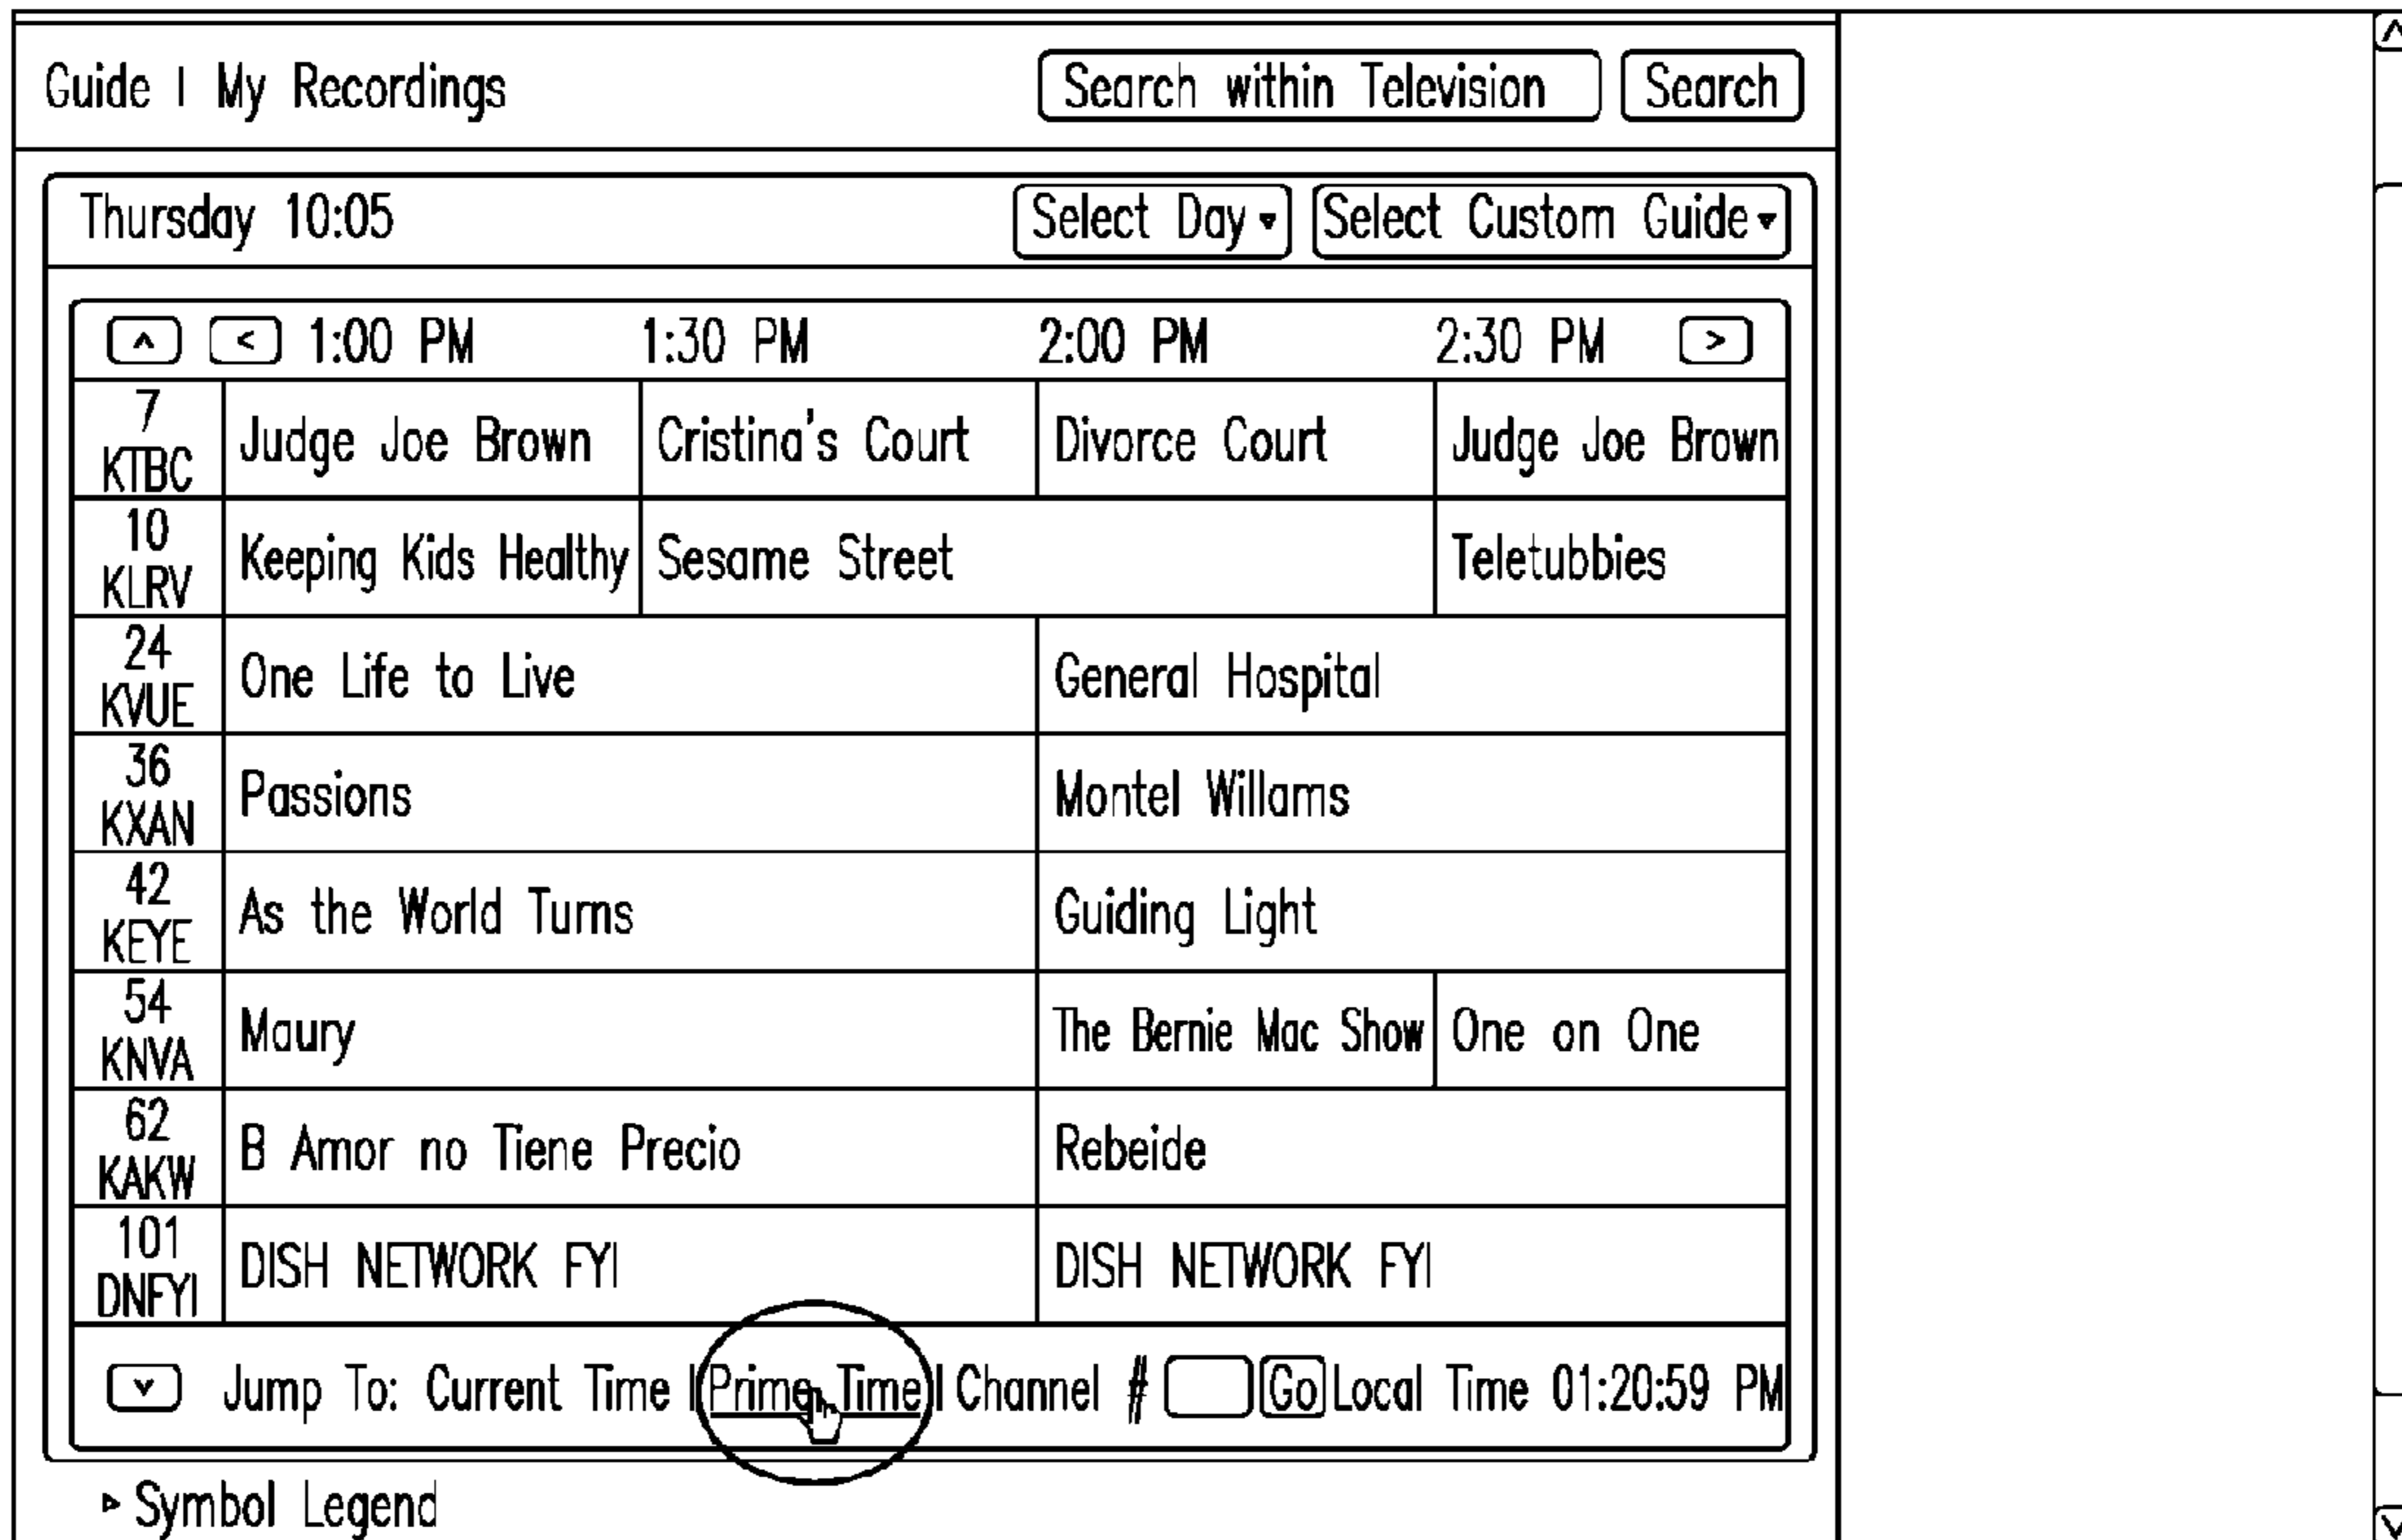 Guide | My Recordings Search within Television Search
Thursday 10:05 Select Day Select Custom Guide
^ < 1:00 PM 1:30 PM 2:00 PM 2:30 PM >
7 KTBC Judge Joe Brown Cristina's Court Divorce Court Judge Joe Brown
10 KLRV Keeping Kids Healthy Sesame Street Teletubbies
24 KVUE One Life to Live General Hospital
36 KXAN Passions Montel Willams
42 KEYE As the World Turns Guiding Light
54 KNVA Maury The Bernie Mac Show One on One
62 KAKW B Amor no Tiene Precio Rebeide
101 DNFYI DISH NETWORK FYI DISH NETWORK FYI
v Jump To: Current Time | Prime Time | Channel # Go Local Time 01:20:59 PM
Symbol Legend